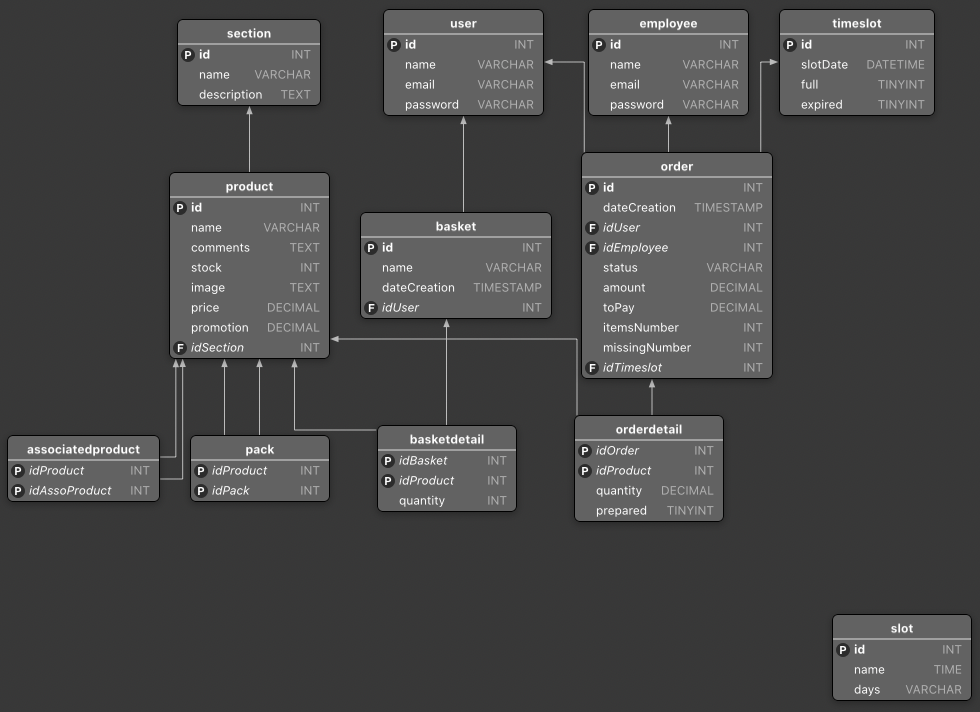 section
P id INT
name VARCHAR
description TEXT
user
P id INT
name VARCHAR
email VARCHAR
password VARCHAR
employee
P id INT
name VARCHAR
email VARCHAR
password VARCHAR
timeslot
P id INT
slotDate DATETIME
full TINYINT
expired TINYINT
product
P id INT
name VARCHAR
comments TEXT
stock INT
image TEXT
price DECIMAL
promotion DECIMAL
F idSection INT
basket
P id INT
name VARCHAR
dateCreation TIMESTAMP
F idUser INT
order
P id INT
dateCreation TIMESTAMP
F idUser INT
F idEmployee INT
status VARCHAR
amount DECIMAL
toPay DECIMAL
itemsNumber INT
missingNumber INT
F idTimeslot INT
associatedproduct
P idProduct INT
P idAssoProduct INT
pack
P idProduct INT
P idPack INT
basketdetail
P idBasket INT
P idProduct INT
quantity INT
orderdetail
P idOrder INT
P idProduct INT
quantity DECIMAL
prepared TINYINT
slot
P id INT
name TIME
days VARCHAR